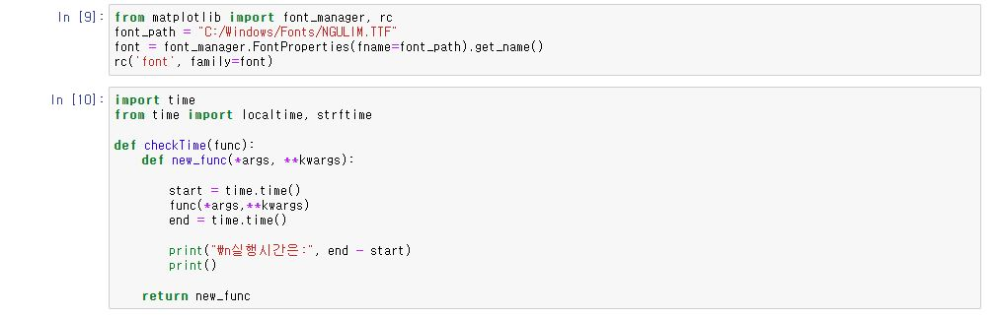 In [9]: from matplotlib import font_manager, rc
font_path = "C:/Windows/Fonts/NGULIM.TTF"
font = font_manager.FontProperties(fname=font_path).get_name()
rc('font', family=font)
In [10]: import time
from time import localtime, strftime
def checkTime(func):
def new_func(*args, **kwargs):
start = time.time()
func(*args,**kwargs)
end = time.time()
print("₩n실행시간은:", end - start)
print()
return new_func